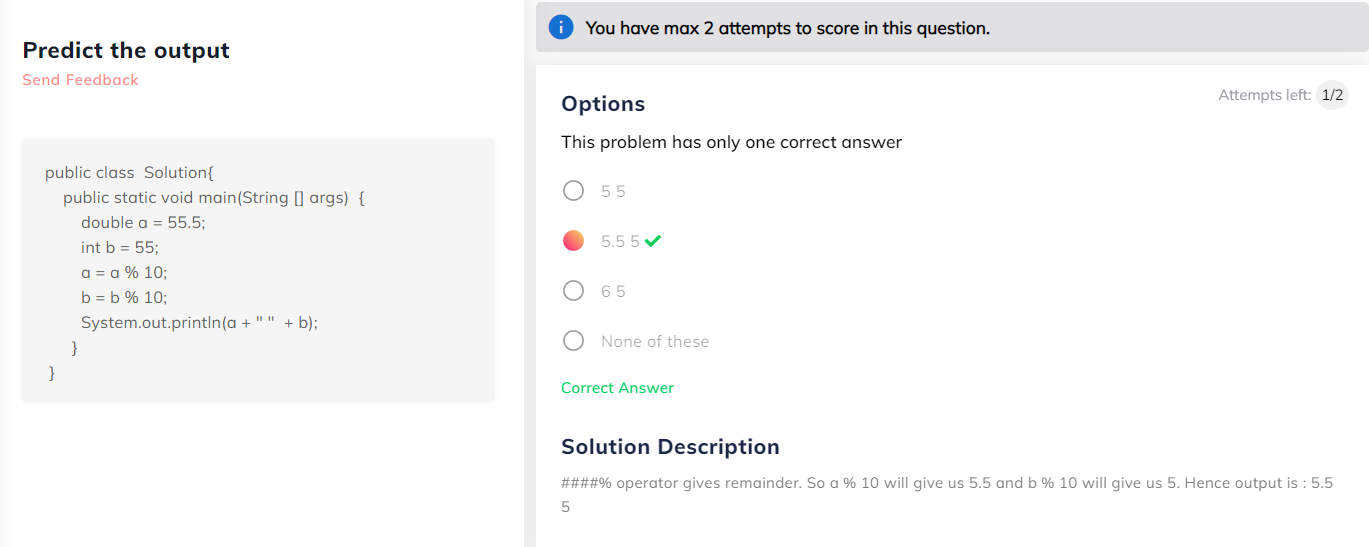 Predict the output
Send Feedback
public class  Solution{
public static void main(String [] args)  {
double a = 55.5;
int b = 55;
a = a % 10;
b = b % 10;
System.out.println(a + " "  + b);
}
}
You have max 2 attempts to score in this question.
Attempts left: 1/2
Options
This problem has only one correct answer
5 5
5.5 5
6 5
None of these
Correct Answer
Solution Description
####% operator gives remainder. So a % 10 will give us 5.5 and b % 10 will give us 5. Hence output is : 5.5
5